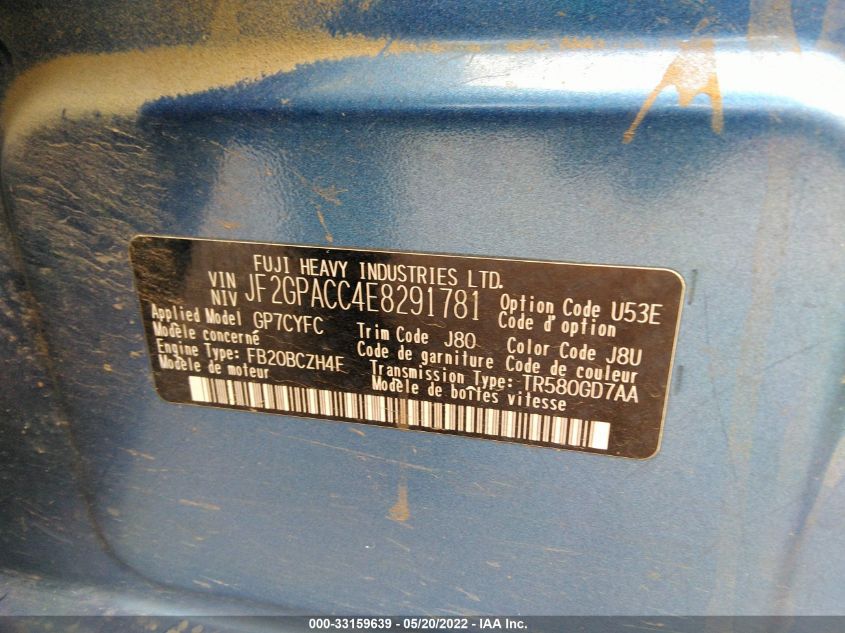 FUJI HEAVY INDUSTRIES LTD.
VIN
NIV JF2GPACC4E8291781 Option Code U53E
Code d'option
Applied Model GP7CYFC Trim Code J80 Color Code J8U
Modèle concerné Code de garniture Code de couleur
Engine Type: FB20BCZH4F Transmission Type: TR580GD7AA
Modèle de moteur Modèle de boîtes vitesse
000-33159639 - 05/20/2022 - IAA Inc.